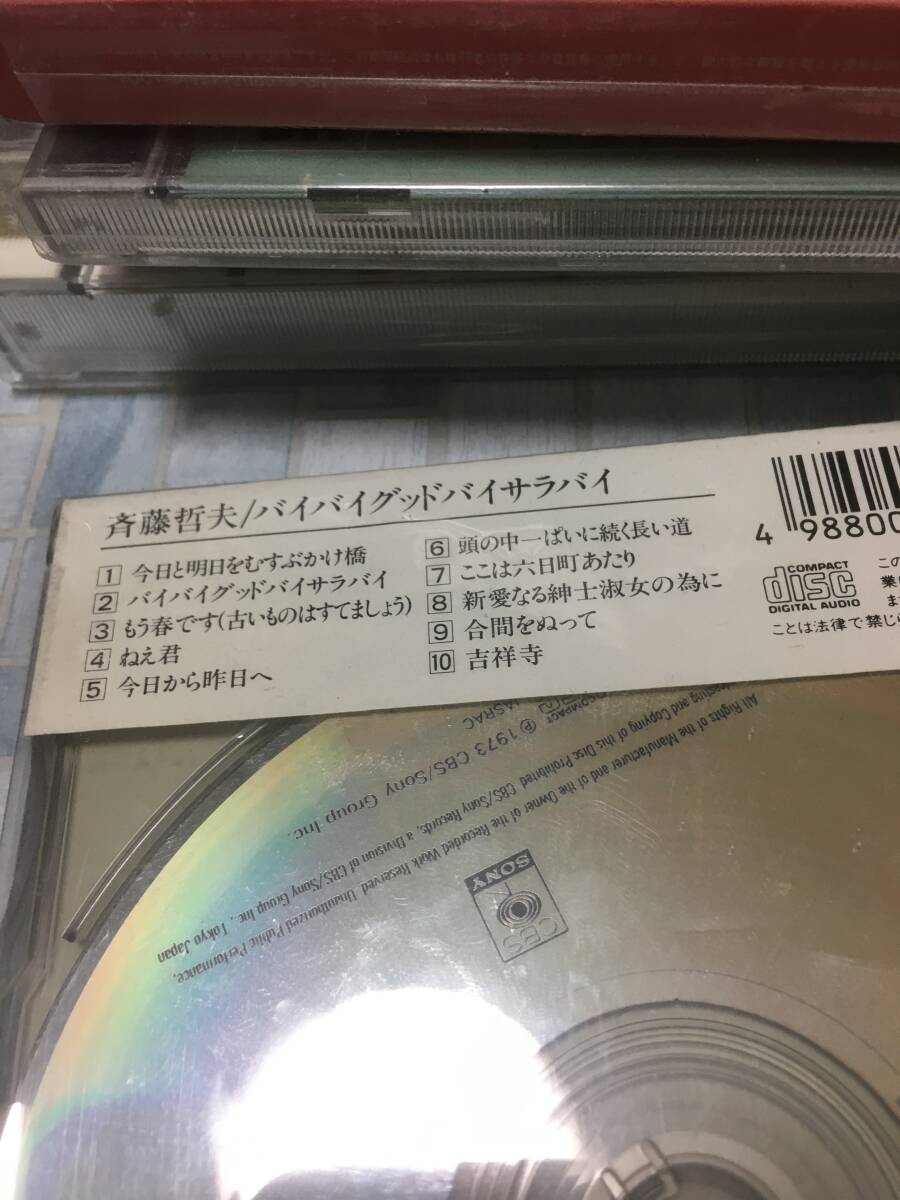 斉藤哲夫/バイバイグッドバイサラバイ
1 今日と明日をむすぶかけ橋
2 バイバイグッドバイサラバイ
3 もう春です(古いものはすてましょう)
4 ねえ君
5 今日から昨日へ
6 頭の中一ぱいに続く長い道
7 ここは六日町あたり
8 新愛なる紳士淑女の為に
9 合間をぬって
10 吉祥寺
4 98800
COMPACT
disc
DIGITAL AUDIO
この
業
ま
ことは法律で禁じら
COMPACT
JASRAC
Ⓟ 1973 CBS/Sony Group Inc.
All Rights of the Manufacturer and of the Owner of the Recorded Work Reserved Unauthorized Public Performance,
casting and Copying of this Disc Prohibited CBS/Sony Records, a Division of CBS/Sony Group Inc., Tokyo Japan
CBS
SONY